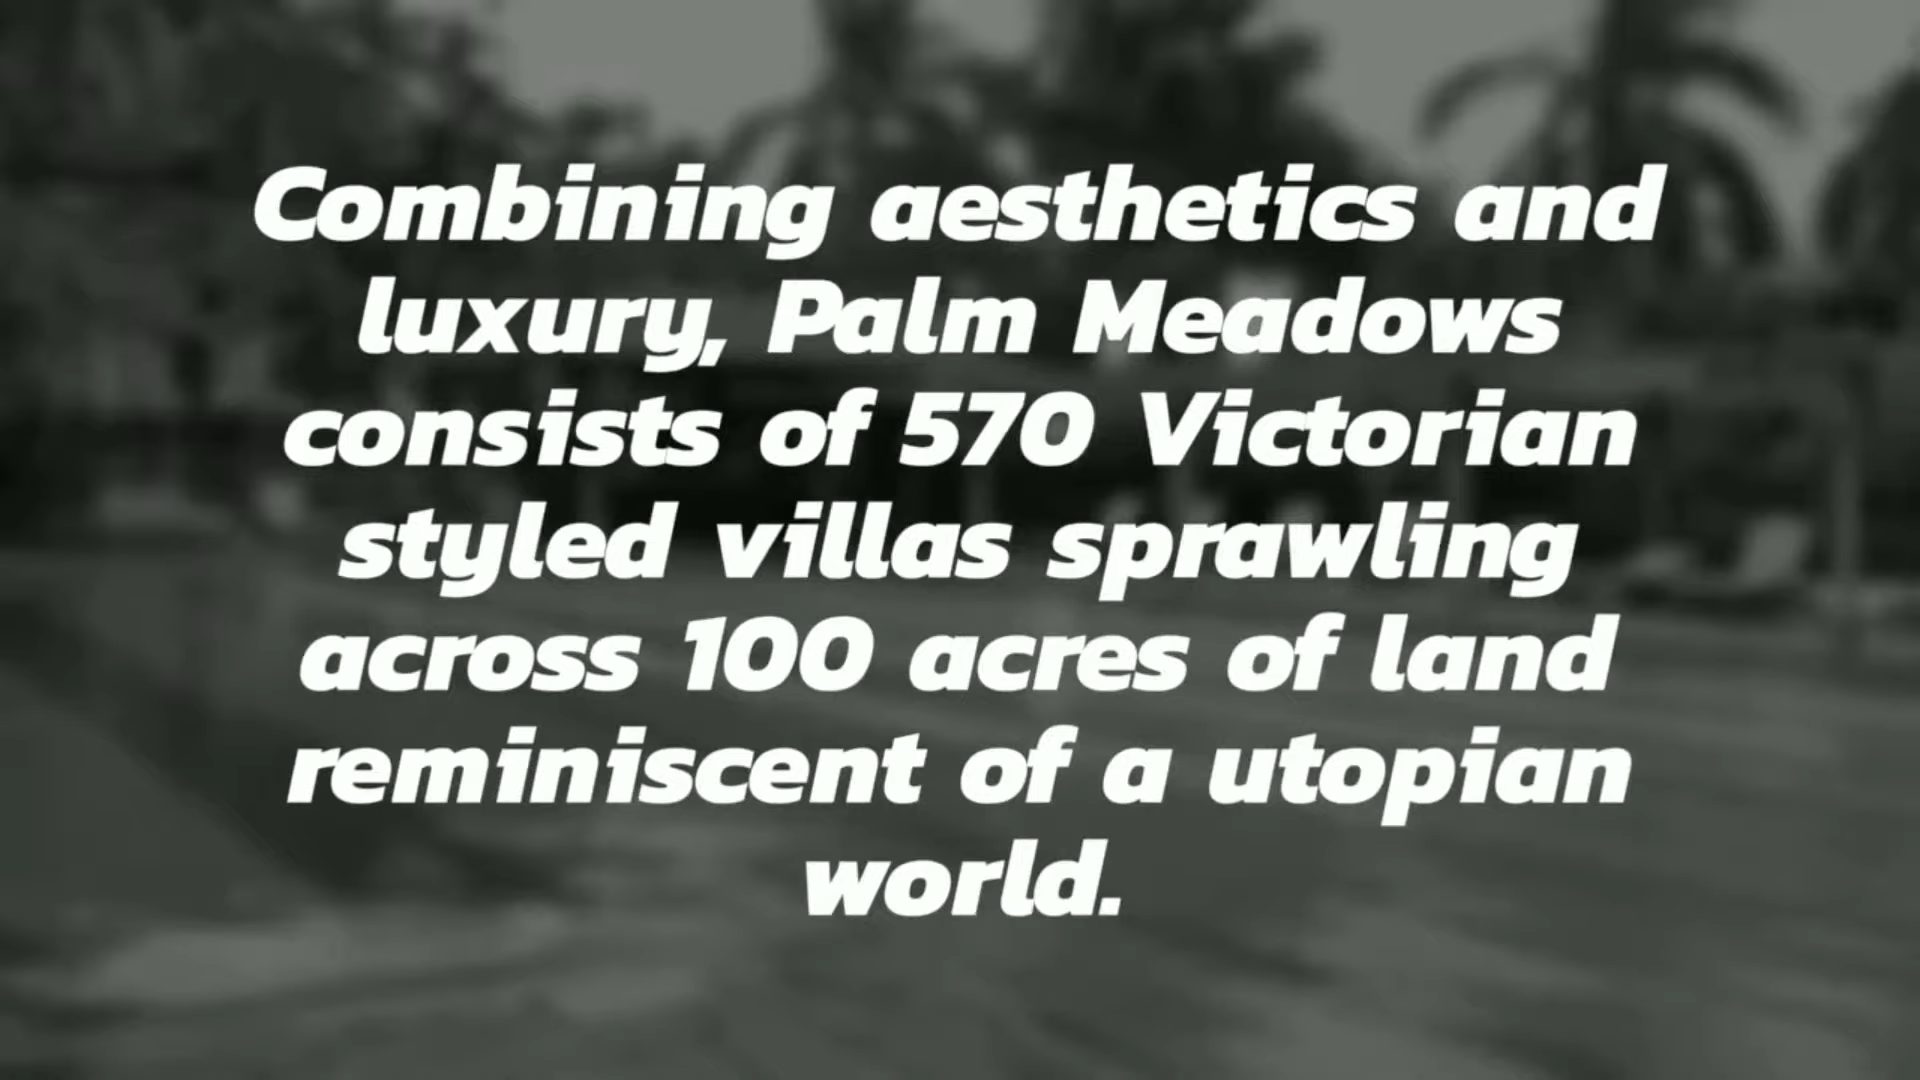 Combining aesthetics and
luxury, Palm Meadows
consists of 570 Victorian
styled villas sprawling
across 100 acres of land
reminiscent of a utopian
world.